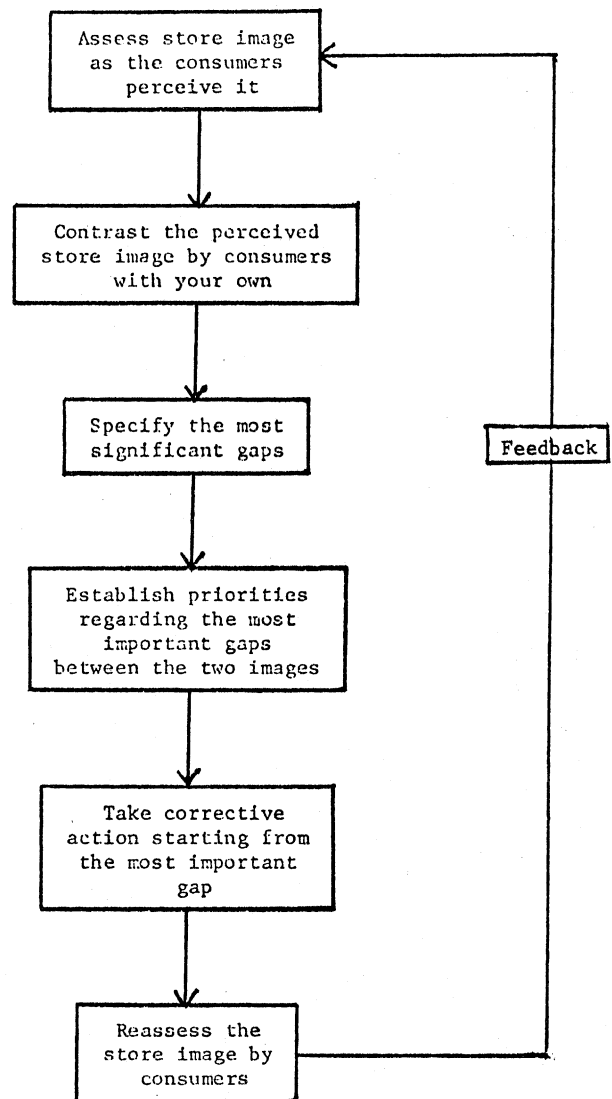 Assess store image
as the consumers
perceive it
Contrast the perceived
store image by consumers
with your own
Specify the most
significant gaps
Feedback
Establish priorities
regarding the most
important gaps
between the two images
Take corrective
action starting from
the most important
gap
Reassess the
store image by
consumers